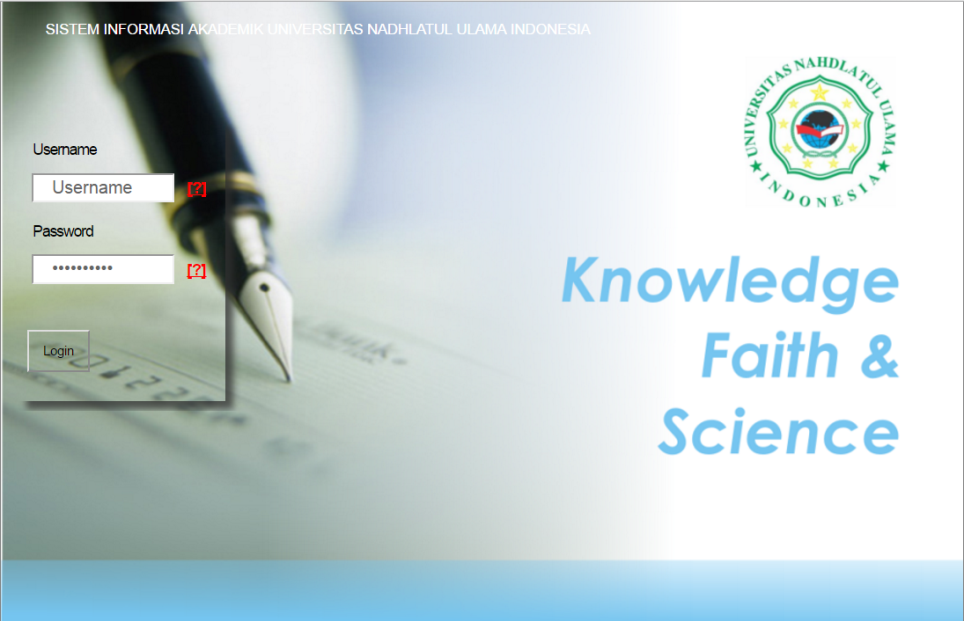 SISTEM INFORMASI AKADEMIK UNIVERSITAS NADHLATUL ULAMA INDONESIA
UNIVERSITAS NAHDLATUL ULAMA
INDONESIA
Username
Username [?]
Password
•••••••••• [?]
Login
Knowledge
Faith &
Science